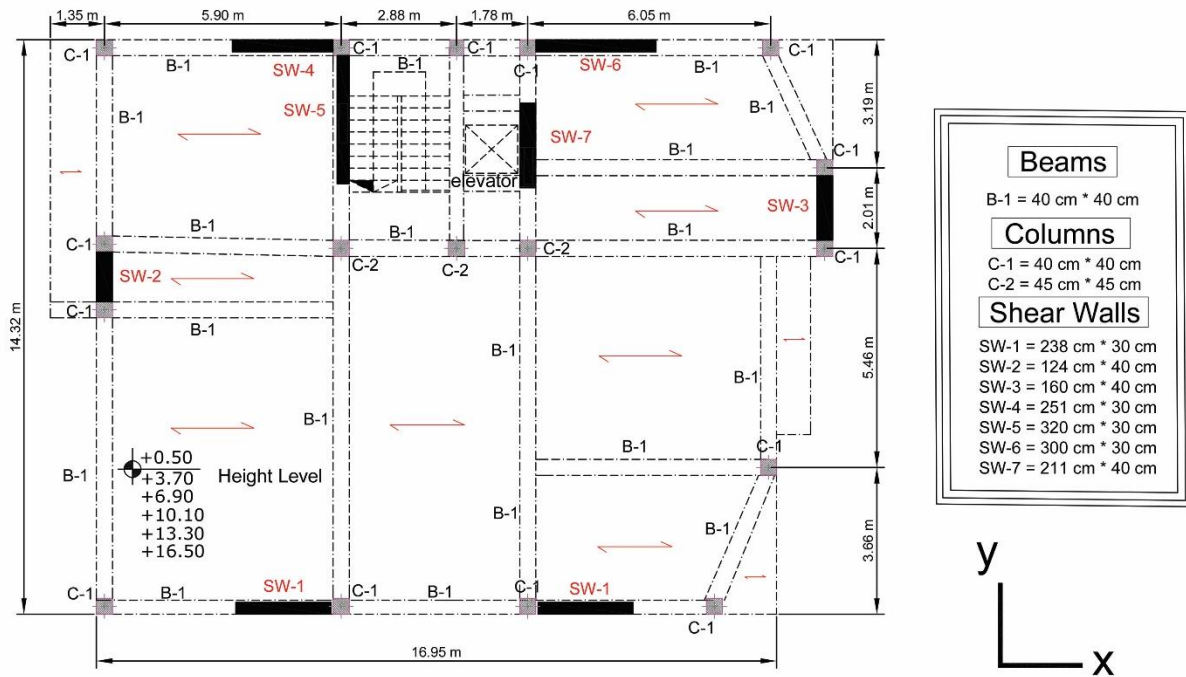 1.35 m 5.90 m 2.88 m 1.78 m 6.05 m
C-1 C-1 C-1 C-1
B-1 SW-4 B-1 C-1 SW-6 B-1
B-1 SW-5 B-1 3.19 m
SW-7
B-1 C-1
elevator
SW-3 2.01 m
B-1 B-1 B-1
C-1 C-2 C-2 C-2 C-1
SW-2
C-1
B-1 B-1
14.32 m
B-1 5.46 m
B-1
B-1 C-1
B-1 Height Level
+0.50
+3.70
+6.90
+10.10
+13.30
+16.50
B-1 B-1 3.66 m
C-1 B-1 SW-1 C-1 B-1 C-1 SW-1
C-1
16.95 m
Beams
B-1 = 40 cm * 40 cm
Columns
C-1 = 40 cm * 40 cm
C-2 = 45 cm * 45 cm
Shear Walls
SW-1 = 238 cm * 30 cm
SW-2 = 124 cm * 40 cm
SW-3 = 160 cm * 40 cm
SW-4 = 251 cm * 30 cm
SW-5 = 320 cm * 30 cm
SW-6 = 300 cm * 30 cm
SW-7 = 211 cm * 40 cm
y
x